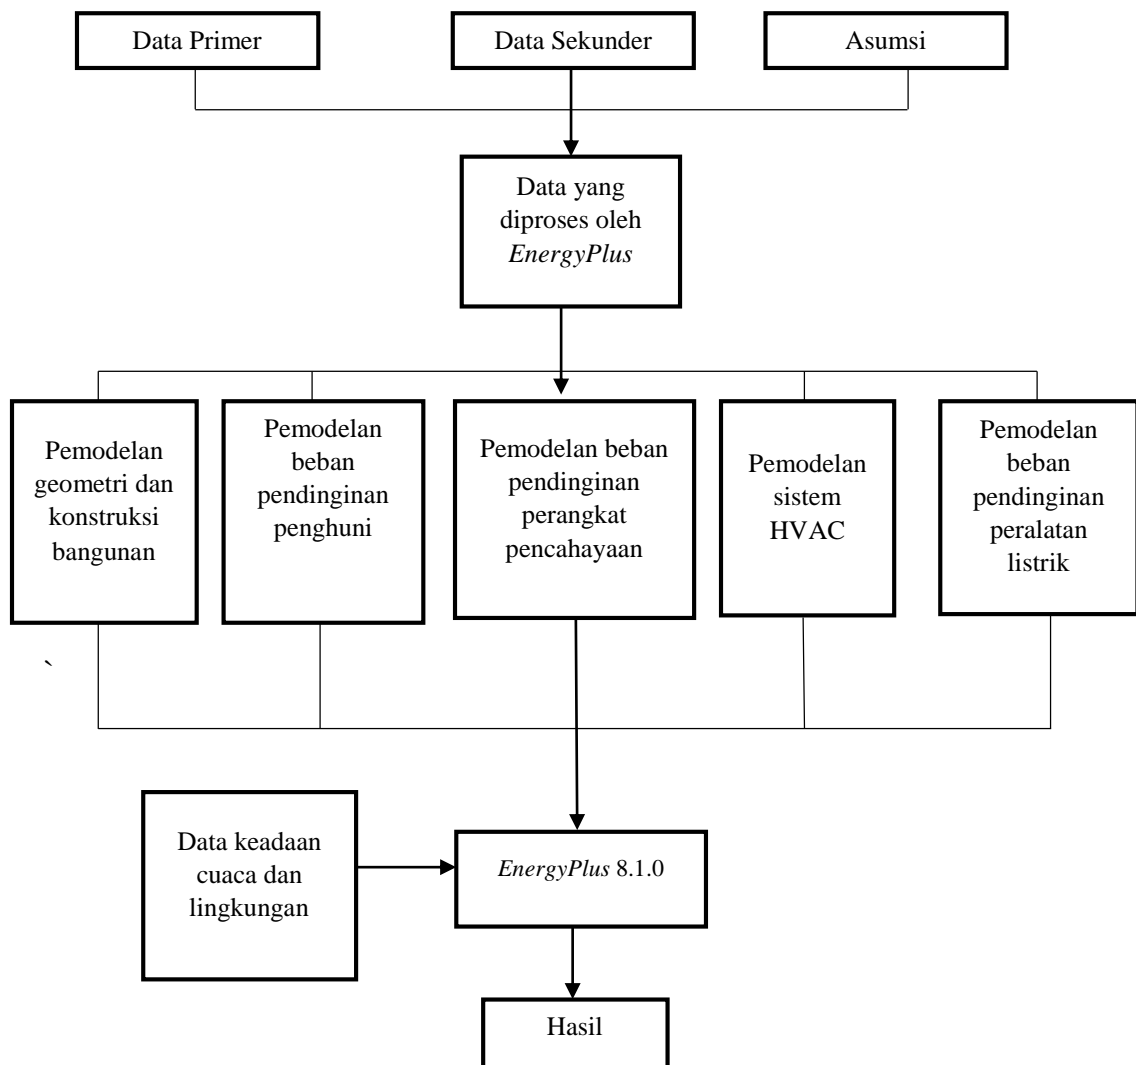 Data Primer
Data Sekunder
Asumsi
Data yang
diproses oleh
EnergyPlus
Pemodelan
geometri dan
konstruksi
bangunan
Pemodelan
beban
pendinginan
penghuni
Pemodelan beban
pendinginan
perangkat
pencahayaan
Pemodelan
sistem
HVAC
Pemodelan
beban
pendinginan
peralatan
listrik
`
Data keadaan
cuaca dan
lingkungan
EnergyPlus 8.1.0
Hasil